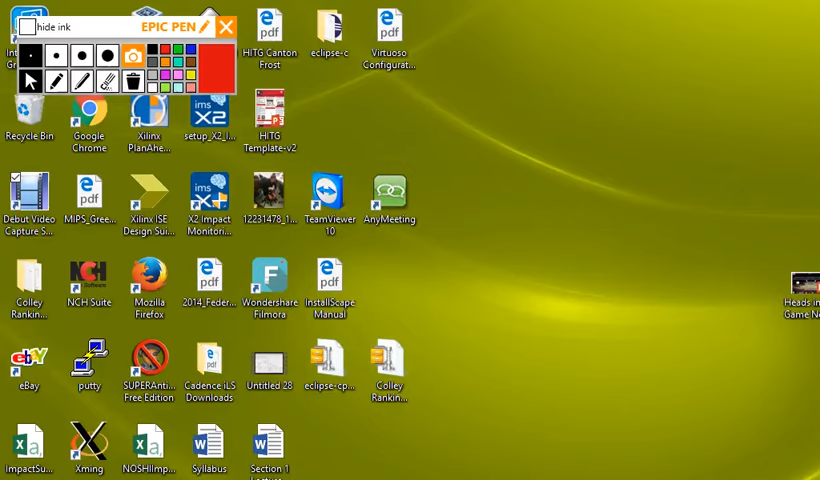 hide ink
EPIC PEN
HITG Canton
Frost
eclipse-c
Virtuoso
Configurat...
Recycle Bin
Google
Chrome
Xilinx
PlanAhe...
ims
X2
setup_X2_I...
HITG
Template-v2
Debut Video
Capture S...
pdf
MIPS_Gree...
Xilinx ISE
Design Sui...
ims
X2
X2 Impact
Monitori...
12231478_1...
TeamViewer
10
AnyMeeting
Colley
Rankin...
NCH
NCH Suite
Mozilla
Firefox
pdf
2014_Feder...
Wondershare
Filmora
pdf
InstallScape
Manual
Heads in
Game Ne
ebay
eBay
putty
SUPERAnti...
Free Edition
pdf
Cadence iLS
Downloads
Untitled 28
eclipse-cp...
Colley
Rankin...
ImpactSu...
Xming
NOSHIImp...
Syllabus
Section 1